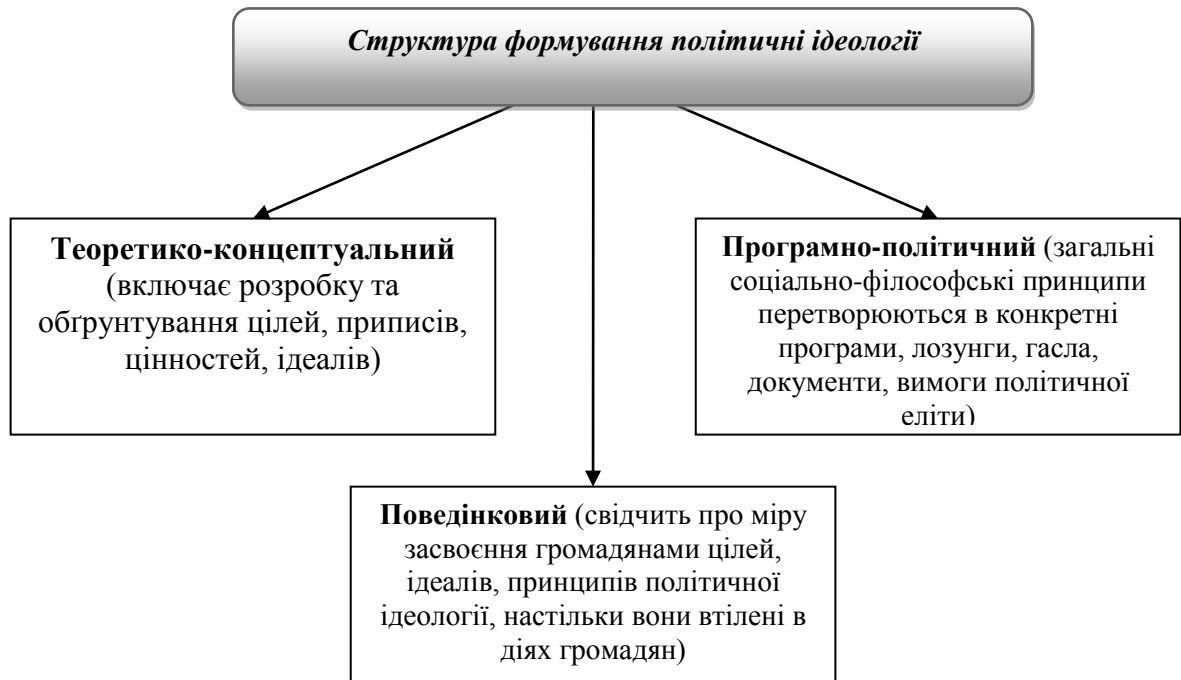 Структура формування політичні ідеології
Теоретико-концептуальний
(включає розробку та
обґрунтування цілей, приписів,
цінностей, ідеалів)
Програмно-політичний (загальні
соціально-філософські принципи
перетворюються в конкретні
програми, лозунги, гасла,
документи, вимоги політичної
еліти)
Поведінковий (свідчить про міру
засвоєння громадянами цілей,
ідеалів, принципів політичної
ідеології, настільки вони втілені в
діях громадян)